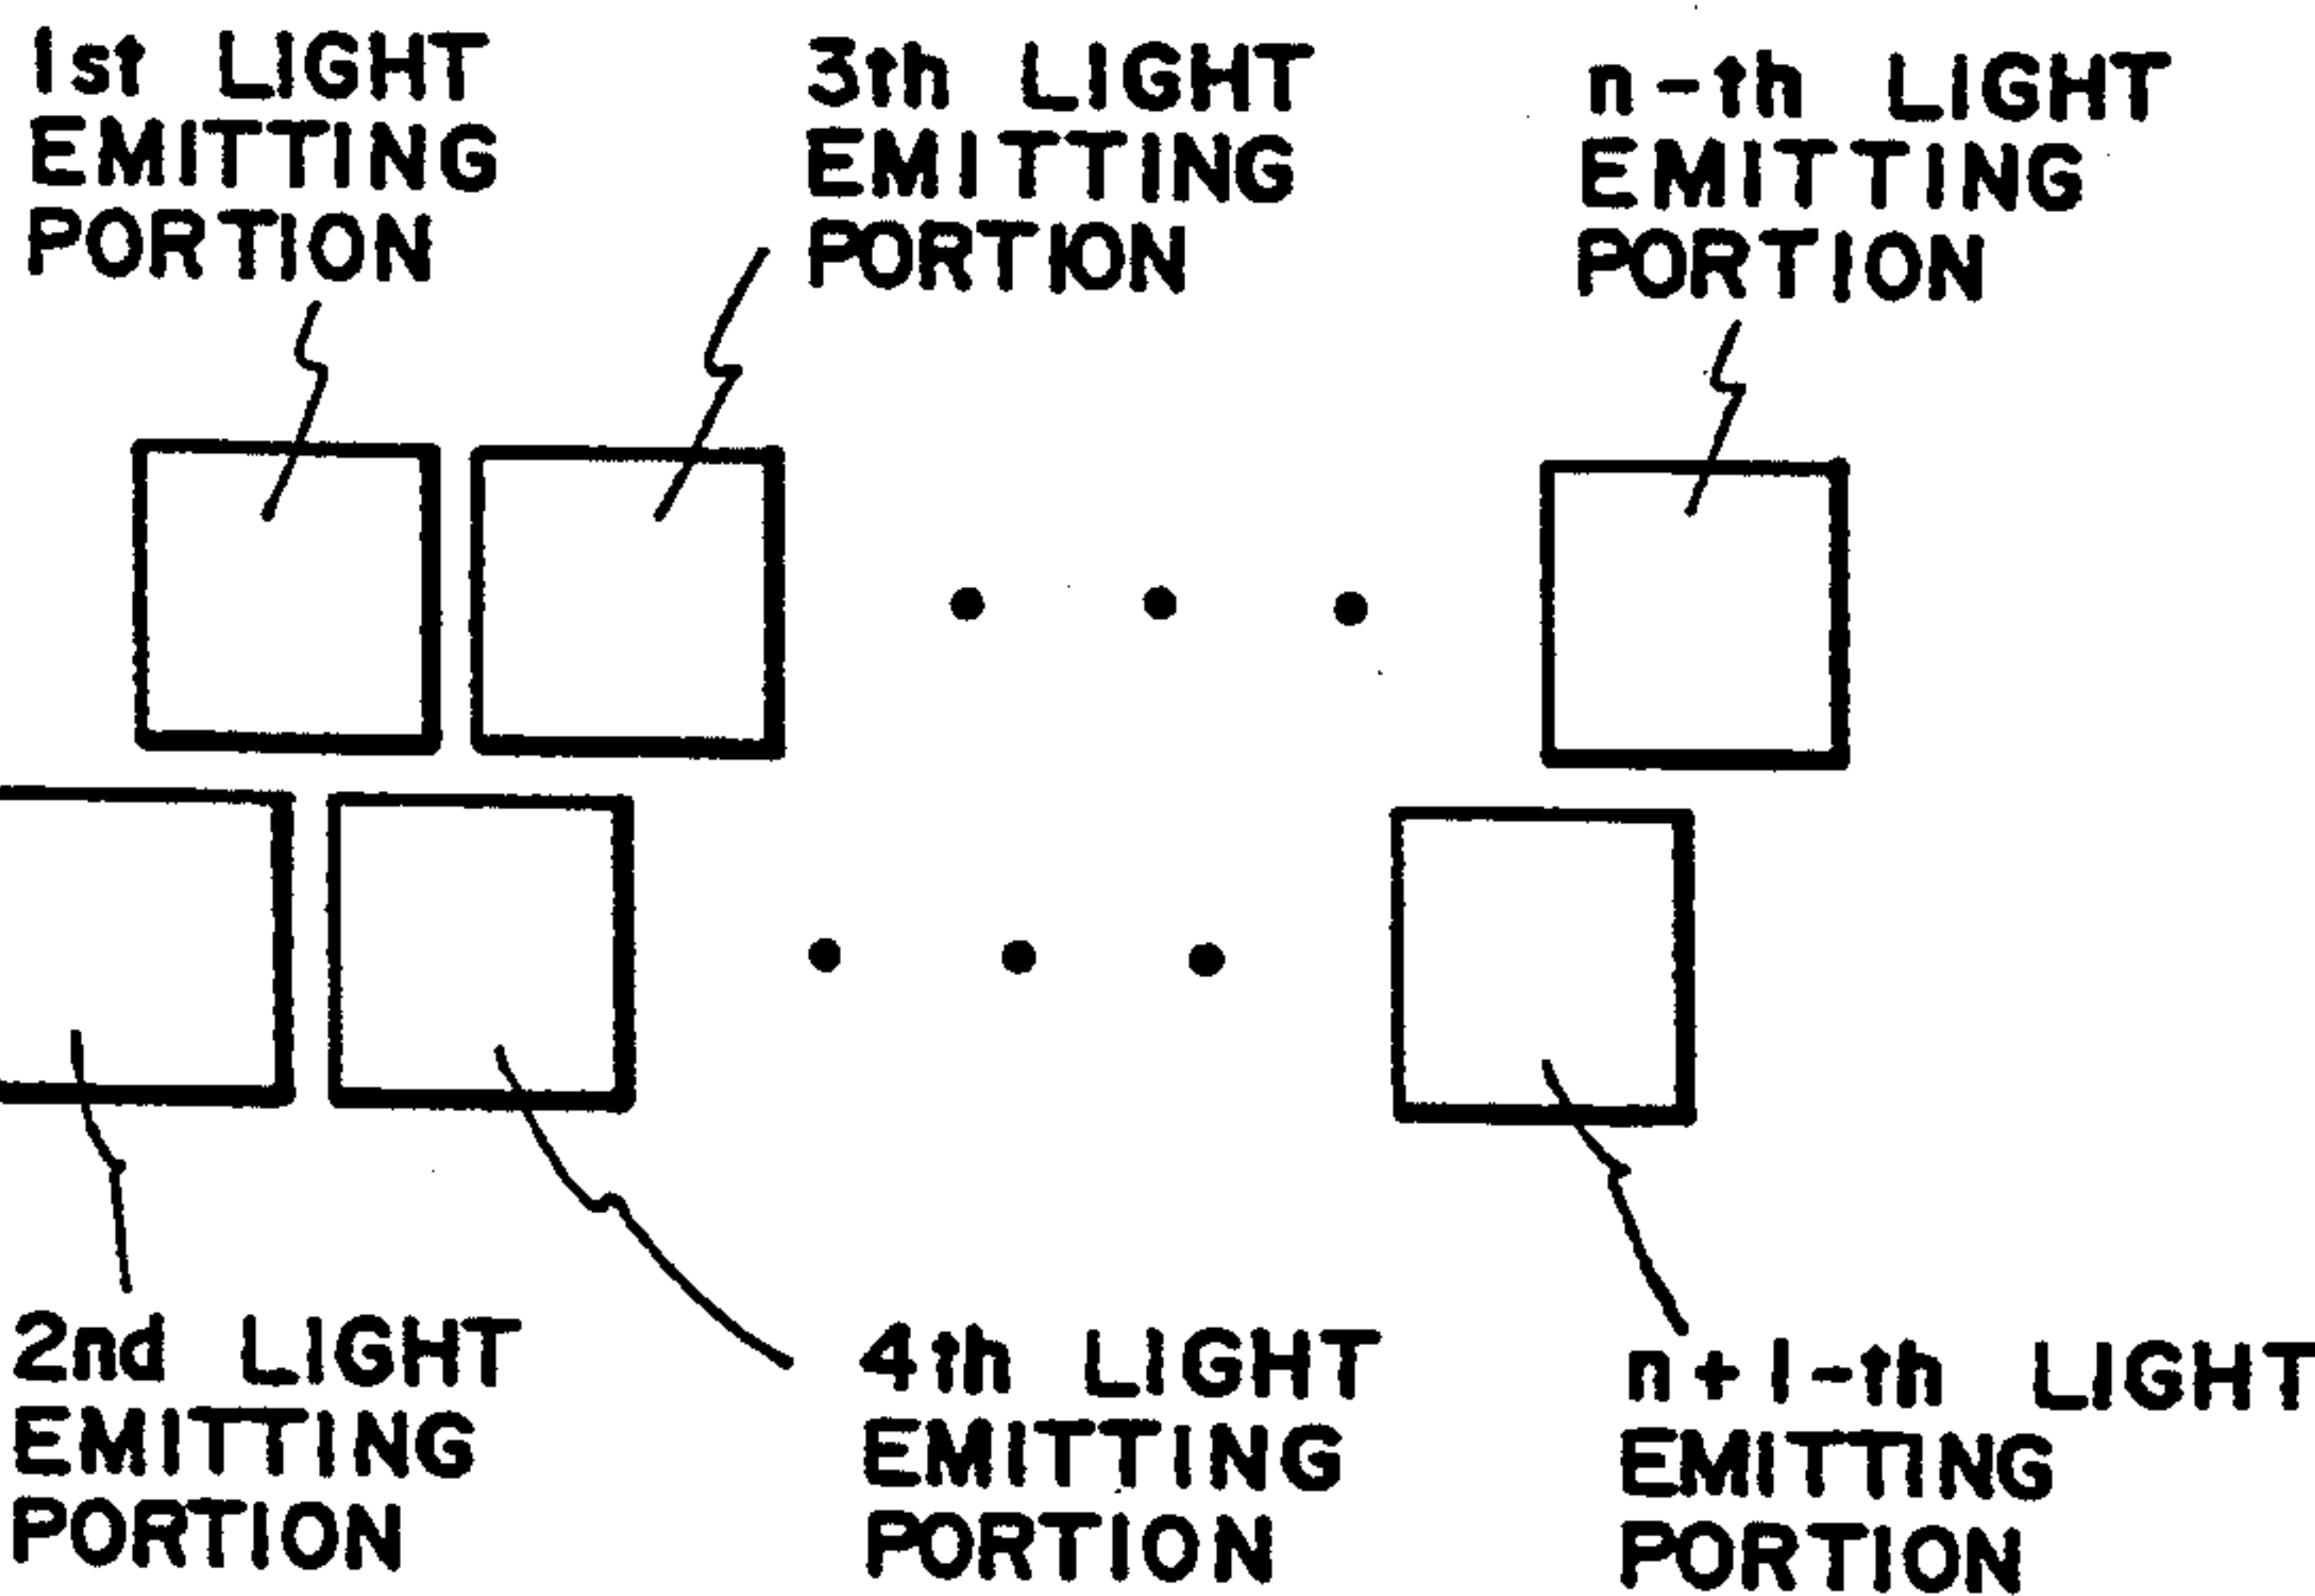 1st LIGHT
EMITTING
PORTION
3th LIGHT
EMITTING
PORTION
n-th LIGHT
EMITTING
PORTION
2nd LIGHT
EMITTING
PORTION
4th LIGHT
EMITTING
PORTION
n+1-th LIGHT
EMITTING
PORTION